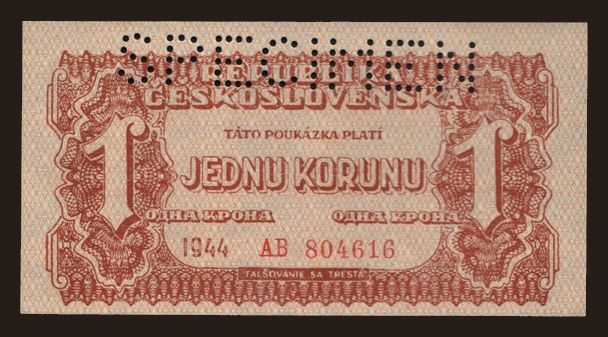 SPECIMEN
REPUBLIKA
ČESKOSLOVENSKÁ
TÁTO POUKÁZKA PLATÍ
1 JEDNU KORUNU 1
ОДНА КРОНА ОДНА КРОНА
1944 AB 804616
FALŠOVANIE SA TRESTÁ